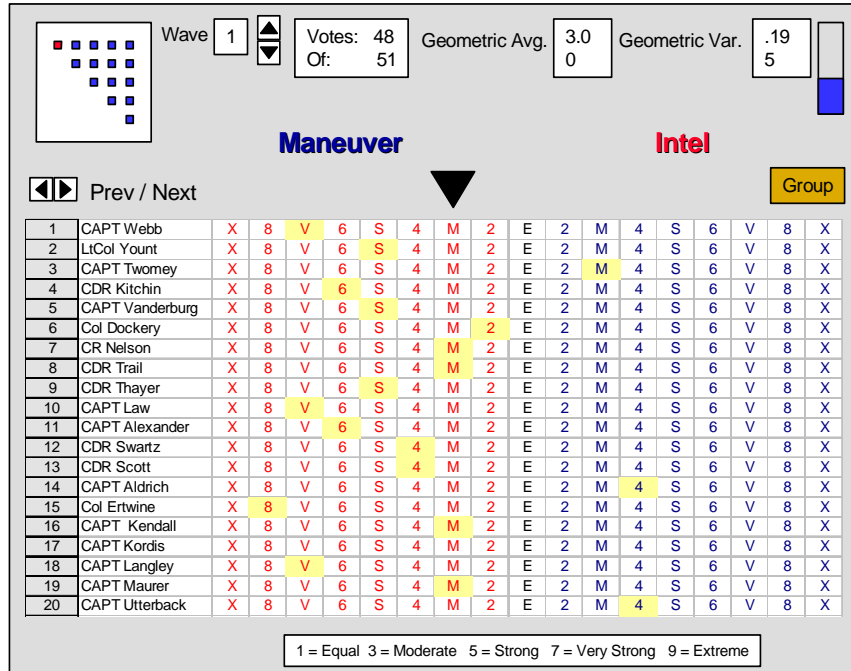 Wave 1 Votes: 48 Geometric Avg. 3.0 Geometric Var. .19
Of: 51 0 5
Maneuver Intel
Prev / Next Group
1 CAPT Webb X 8 V 6 S 4 M 2 E 2 M 4 S 6 V 8 X
2 LtCol Yount X 8 V 6 S 4 M 2 E 2 M 4 S 6 V 8 X
3 CAPT Twomey X 8 V 6 S 4 M 2 E 2 M 4 S 6 V 8 X
4 CDR Kitchin X 8 V 6 S 4 M 2 E 2 M 4 S 6 V 8 X
5 CAPT Vanderburg X 8 V 6 S 4 M 2 E 2 M 4 S 6 V 8 X
6 Col Dockery X 8 V 6 S 4 M 2 E 2 M 4 S 6 V 8 X
7 CR Nelson X 8 V 6 S 4 M 2 E 2 M 4 S 6 V 8 X
8 CDR Trail X 8 V 6 S 4 M 2 E 2 M 4 S 6 V 8 X
9 CDR Thayer X 8 V 6 S 4 M 2 E 2 M 4 S 6 V 8 X
10 CAPT Law X 8 V 6 S 4 M 2 E 2 M 4 S 6 V 8 X
11 CAPT Alexander X 8 V 6 S 4 M 2 E 2 M 4 S 6 V 8 X
12 CDR Swartz X 8 V 6 S 4 M 2 E 2 M 4 S 6 V 8 X
13 CDR Scott X 8 V 6 S 4 M 2 E 2 M 4 S 6 V 8 X
14 CAPT Aldrich X 8 V 6 S 4 M 2 E 2 M 4 S 6 V 8 X
15 Col Ertwine X 8 V 6 S 4 M 2 E 2 M 4 S 6 V 8 X
16 CAPT Kendall X 8 V 6 S 4 M 2 E 2 M 4 S 6 V 8 X
17 CAPT Kordis X 8 V 6 S 4 M 2 E 2 M 4 S 6 V 8 X
18 CAPT Langley X 8 V 6 S 4 M 2 E 2 M 4 S 6 V 8 X
19 CAPT Maurer X 8 V 6 S 4 M 2 E 2 M 4 S 6 V 8 X
20 CAPT Utterback X 8 V 6 S 4 M 2 E 2 M 4 S 6 V 8 X
1 = Equal 3 = Moderate 5 = Strong 7 = Very Strong 9 = Extreme